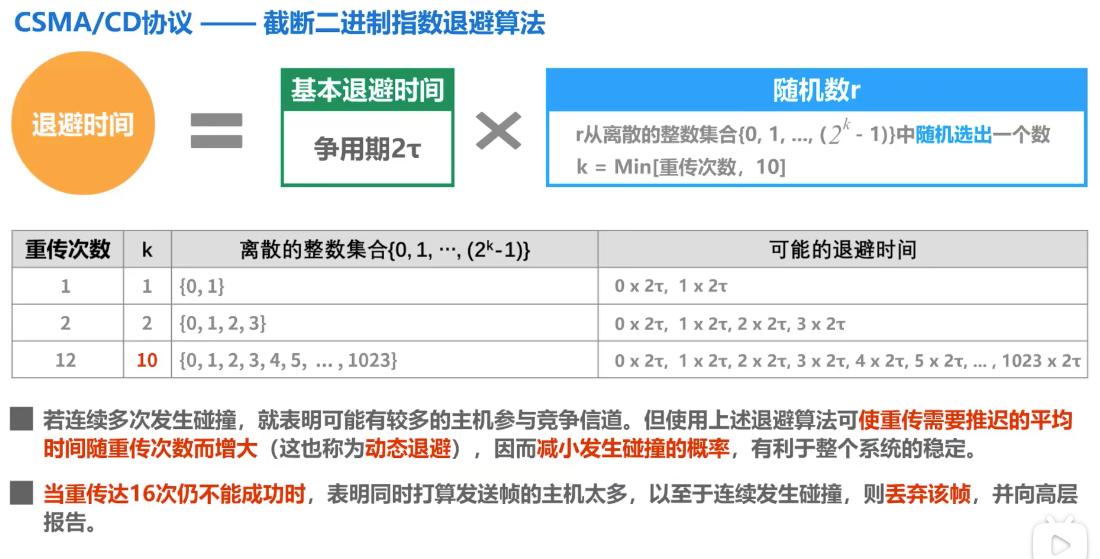 CSMA/CD协议 —— 截断二进制指数退避算法
退避时间
=
基本退避时间
争用期2τ
×
随机数r
r从离散的整数集合{0, 1, ..., (2^k - 1)}中随机选出一个数
k = Min[重传次数, 10]
重传次数 k 离散的整数集合{0, 1, ⋯, (2^k-1)} 可能的退避时间
1 1 {0, 1} 0 x 2τ, 1 x 2τ
2 2 {0, 1, 2, 3} 0 x 2τ, 1 x 2τ, 2 x 2τ, 3 x 2τ
12 10 {0, 1, 2, 3, 4, 5, ... , 1023} 0 x 2τ, 1 x 2τ, 2 x 2τ, 3 x 2τ, 4 x 2τ, 5 x 2τ, ... , 1023 x 2τ
若连续多次发生碰撞，就表明可能有较多的主机参与竞争信道。但使用上述退避算法可使重传需要推迟的平均
时间随重传次数而增大（这也称为动态退避），因而减小发生碰撞的概率，有利于整个系统的稳定。
当重传达16次仍不能成功时，表明同时打算发送帧的主机太多，以至于连续发生碰撞，则丢弃该帧，并向高层
报告。